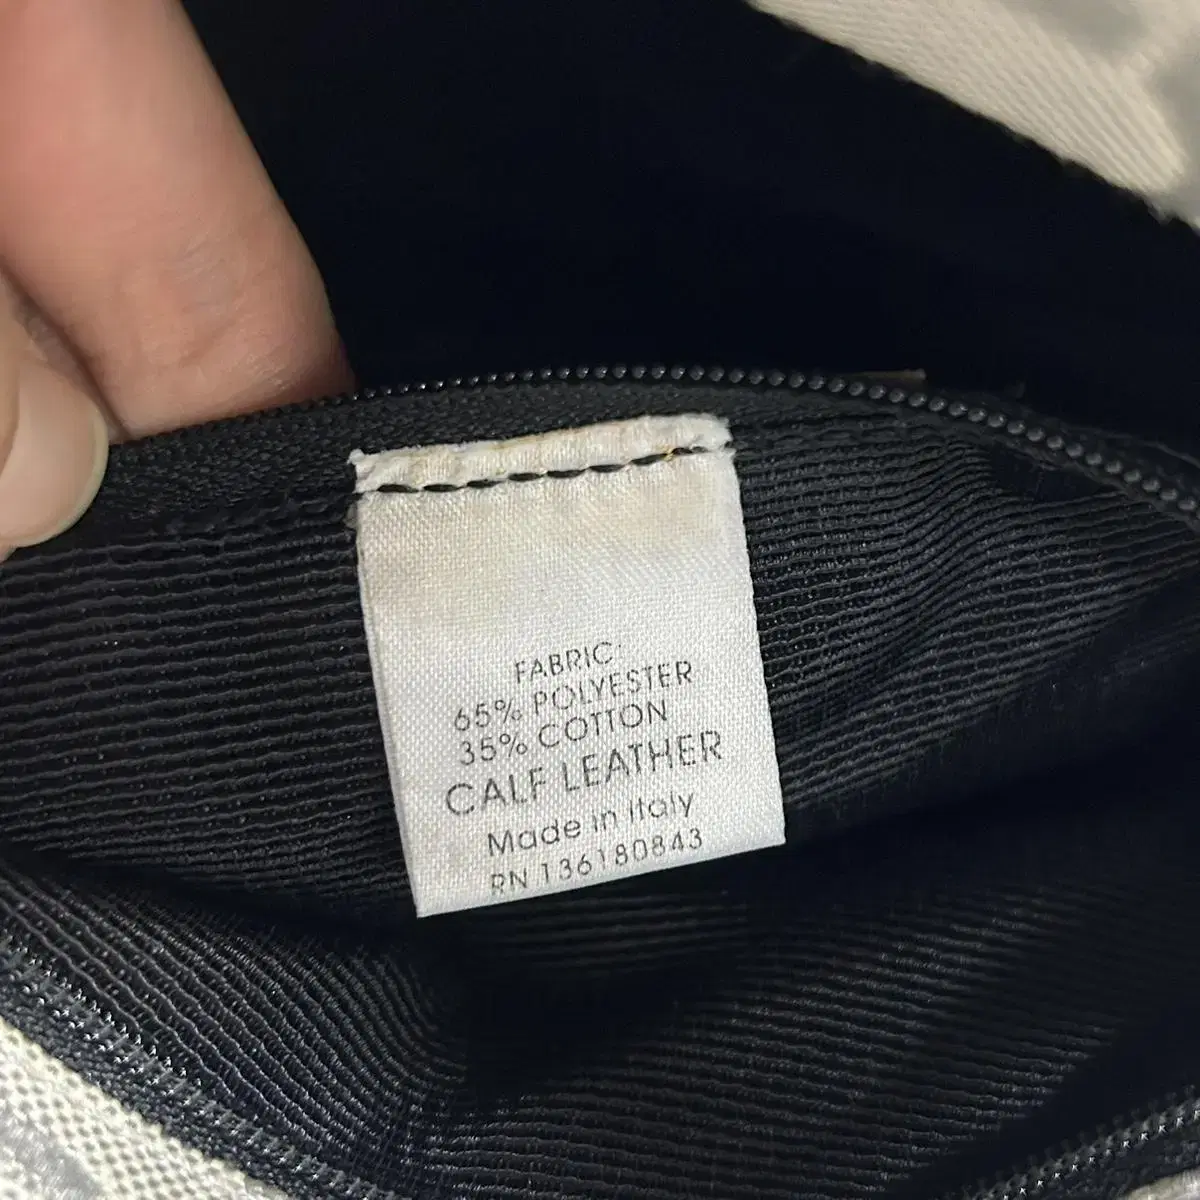 FABRIC:
65% POLYESTER
35% COTTON
CALF LEATHER
Made in Italy
RN 136180843